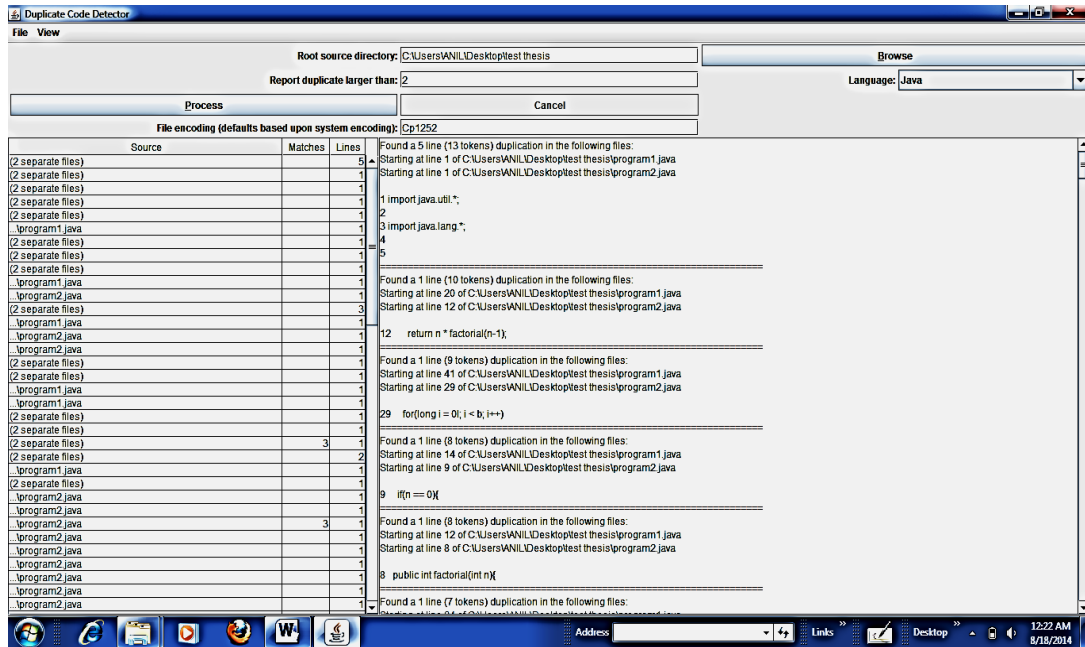 Duplicate Code Detector
File View
Root source directory: C:\Users\ANIL\Desktop\test thesis Browse
Report duplicate larger than: 2 Language: Java
Process Cancel
File encoding (defaults based upon system encoding): Cp1252
Source Matches Lines
(2 separate files) 5
(2 separate files) 1
(2 separate files) 1
(2 separate files) 1
(2 separate files) 1
...\program1.java 1
(2 separate files) 1
(2 separate files) 1
(2 separate files) 1
...\program1.java 1
...\program2.java 1
(2 separate files) 3
...\program1.java 1
...\program2.java 1
...\program2.java 1
(2 separate files) 1
(2 separate files) 1
...\program1.java 1
...\program1.java 1
(2 separate files) 1
(2 separate files) 1
(2 separate files) 3 1
(2 separate files) 2
...\program1.java 1
(2 separate files) 1
...\program2.java 1
...\program2.java 1
...\program2.java 3 1
...\program2.java 1
...\program2.java 1
...\program2.java 1
...\program2.java 1
...\program2.java 1
...\program2.java 1
Found a 5 line (13 tokens) duplication in the following files:
Starting at line 1 of C:\Users\ANIL\Desktop\test thesis\program1.java
Starting at line 1 of C:\Users\ANIL\Desktop\test thesis\program2.java
1 import java.util.*;
2
3 import java.lang.*;
4
5
=====================================================================
Found a 1 line (10 tokens) duplication in the following files:
Starting at line 20 of C:\Users\ANIL\Desktop\test thesis\program1.java
Starting at line 12 of C:\Users\ANIL\Desktop\test thesis\program2.java
12 return n * factorial(n-1);
=====================================================================
Found a 1 line (9 tokens) duplication in the following files:
Starting at line 41 of C:\Users\ANIL\Desktop\test thesis\program1.java
Starting at line 29 of C:\Users\ANIL\Desktop\test thesis\program2.java
29 for(long i = 0l; i < b; i++)
=====================================================================
Found a 1 line (8 tokens) duplication in the following files:
Starting at line 14 of C:\Users\ANIL\Desktop\test thesis\program1.java
Starting at line 9 of C:\Users\ANIL\Desktop\test thesis\program2.java
9 if(n == 0){
=====================================================================
Found a 1 line (8 tokens) duplication in the following files:
Starting at line 12 of C:\Users\ANIL\Desktop\test thesis\program1.java
Starting at line 8 of C:\Users\ANIL\Desktop\test thesis\program2.java
8 public int factorial(int n){
=====================================================================
Found a 1 line (7 tokens) duplication in the following files:
Address Links Desktop 12:22 AM
8/18/2014